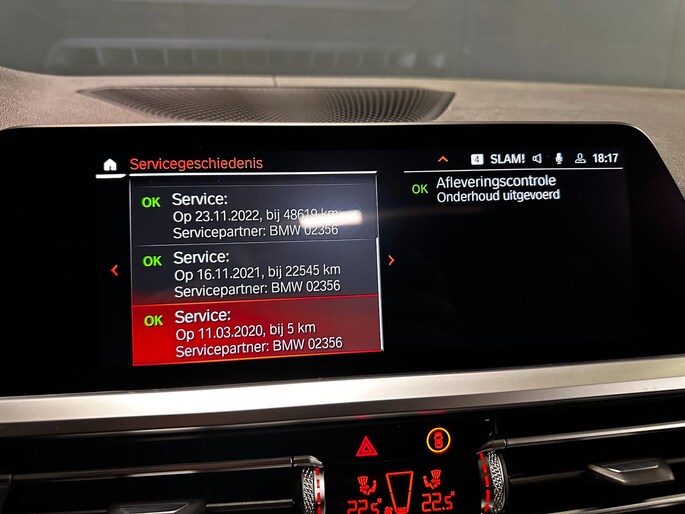 Servicegeschiedenis
4 SLAM! 18:17
OK Service:
Op 23.11.2022, bij 48619 km
Servicepartner: BMW 02356
OK Service:
Op 16.11.2021, bij 22545 km
Servicepartner: BMW 02356
OK Service:
Op 11.03.2020, bij 5 km
Servicepartner: BMW 02356
OK Afleveringscontrole
Onderhoud uitgevoerd
22.5° 22.5°